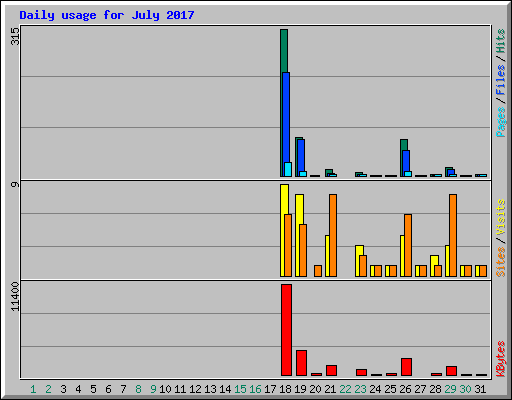 Daily usage for July 2017
315
Pages / Files / Hits
9
Sites / Visits
11400
KBytes
1 2 3 4 5 6 7 8 9 10 11 12 13 14 15 16 17 18 19 20 21 22 23 24 25 26 27 28 29 30 31